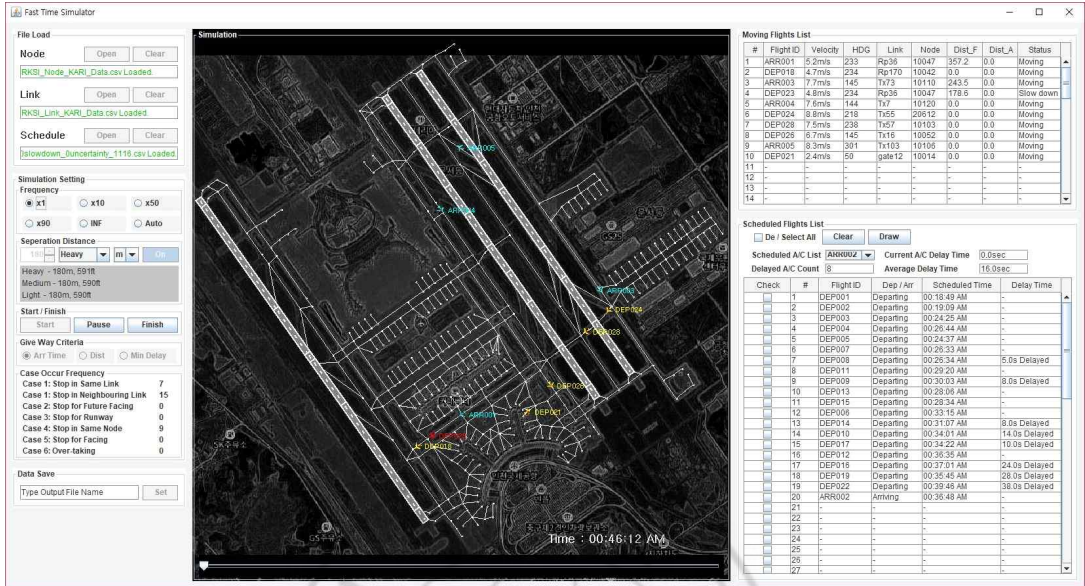 Fast Time Simulator
File Load
Node Open Clear
RKSI_Node_KARI_Data.csv Loaded.
Link Open Clear
RKSI_Link_KARI_Data.csv Loaded.
Schedule Open Clear
lslowdown_0uncertainty_1116.csv Loaded.
Simulation Setting
Frequency
x1 x10 x50
x90 INF Auto
Seperation Distance
180 Heavy m On
Heavy - 180m, 591ft
Medium - 180m, 590ft
Light - 180m, 590ft
Start / Finish
Start Pause Finish
Give Way Criteria
Arr Time Dist Min Delay
Case Occur Frequency
Case 1: Stop in Same Link 7
Case 1: Stop in Neighbouring Link 15
Case 2: Stop for Future Facing 0
Case 3: Stop for Runway 0
Case 4: Stop in Same Node 9
Case 5: Stop for Facing 0
Case 6: Over-taking 0
Data Save
Type Output File Name Set
Simulation
ARR005
ARR004
ARR003
DEP024
DEP028
DEP026
DEP021
ARR001
DEP018
GS주유소
Time : 00:46:12 AM
Moving Flights List
# Flight ID Velocity HDG Link Node Dist_F Dist_A Status
1 ARR001 5.2m/s 233 Rp36 10047 357.2 0.0 Moving
2 DEP018 4.7m/s 234 Rp170 10042 0.0 0.0 Moving
3 ARR003 7.7m/s 145 Tx73 10110 243.5 0.0 Moving
4 DEP023 4.8m/s 234 Rp36 10047 178.6 0.0 Slow down
5 ARR004 7.6m/s 144 Tx7 10120 0.0 0.0 Moving
6 DEP024 8.8m/s 218 Tx55 20612 0.0 0.0 Moving
7 DEP028 7.5m/s 238 Tx57 10103 0.0 0.0 Moving
8 DEP026 6.7m/s 145 Tx16 10052 0.0 0.0 Moving
9 ARR005 8.3m/s 301 Tx103 10106 0.0 0.0 Moving
10 DEP021 2.4m/s 50 gate12 10014 0.0 0.0 Moving
11 - - - - - - - -
12 - - - - - - - -
13 - - - - - - - -
14 - - - - - - - -
Scheduled Flights List
De / Select All Clear Draw
Scheduled A/C List ARR002 Current A/C Delay Time 0.0sec
Delayed A/C Count 8 Average Delay Time 16.0sec
Check # Flight ID Dep / Arr Scheduled Time Delay Time
1 DEP001 Departing 00:18:49 AM -
2 DEP002 Departing 00:19:09 AM -
3 DEP003 Departing 00:24:25 AM -
4 DEP004 Departing 00:26:44 AM -
5 DEP005 Departing 00:24:37 AM -
6 DEP007 Departing 00:26:33 AM -
7 DEP008 Departing 00:26:34 AM 5.0s Delayed
8 DEP011 Departing 00:29:20 AM -
9 DEP009 Departing 00:30:03 AM 8.0s Delayed
10 DEP013 Departing 00:28:06 AM -
11 DEP015 Departing 00:28:34 AM -
12 DEP006 Departing 00:33:15 AM -
13 DEP014 Departing 00:31:07 AM 8.0s Delayed
14 DEP010 Departing 00:34:01 AM 14.0s Delayed
15 DEP017 Departing 00:34:22 AM 10.0s Delayed
16 DEP012 Departing 00:36:35 AM -
17 DEP016 Departing 00:37:01 AM 24.0s Delayed
18 DEP019 Departing 00:35:45 AM 28.0s Delayed
19 DEP022 Departing 00:39:46 AM 38.0s Delayed
20 ARR002 Arriving 00:36:48 AM -
21 - - - -
22 - - - -
23 - - - -
24 - - - -
25 - - - -
26 - - - -
27 - - - -